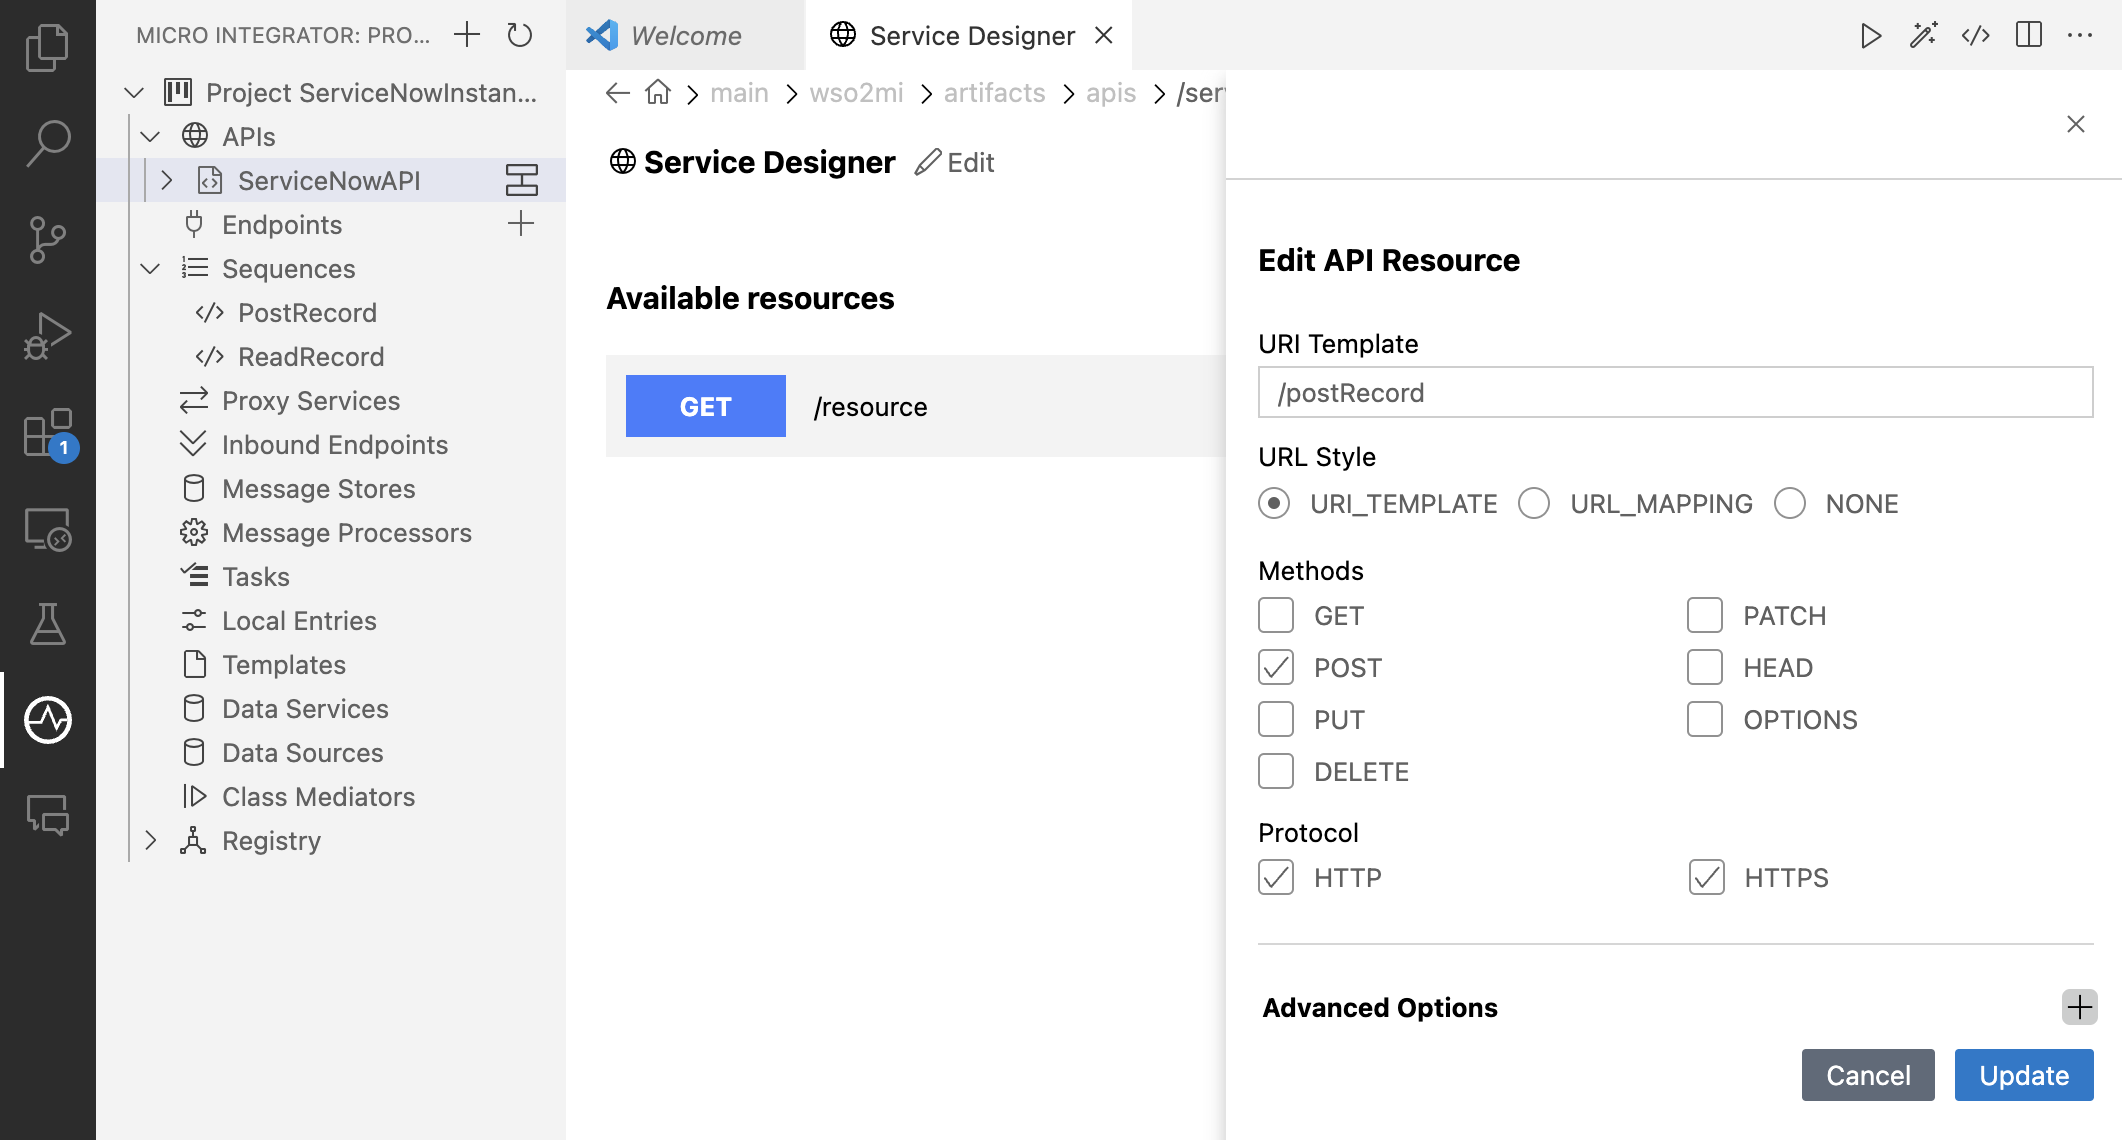 MICRO INTEGRATOR: PRO...
Project ServiceNowInstan...
APIs
ServiceNowAPI
Endpoints
Sequences
PostRecord
ReadRecord
Proxy Services
Inbound Endpoints
Message Stores
Message Processors
Tasks
Local Entries
Templates
Data Services
Data Sources
Class Mediators
Registry
1
Welcome
Service Designer
main > wso2mi > artifacts > apis > /ser
Service Designer
Edit
Available resources
GET /resource
Edit API Resource
URI Template
/postRecord
URL Style
URI_TEMPLATE URL_MAPPING NONE
Methods
GET PATCH
POST HEAD
PUT OPTIONS
DELETE
Protocol
HTTP HTTPS
Advanced Options
Cancel Update